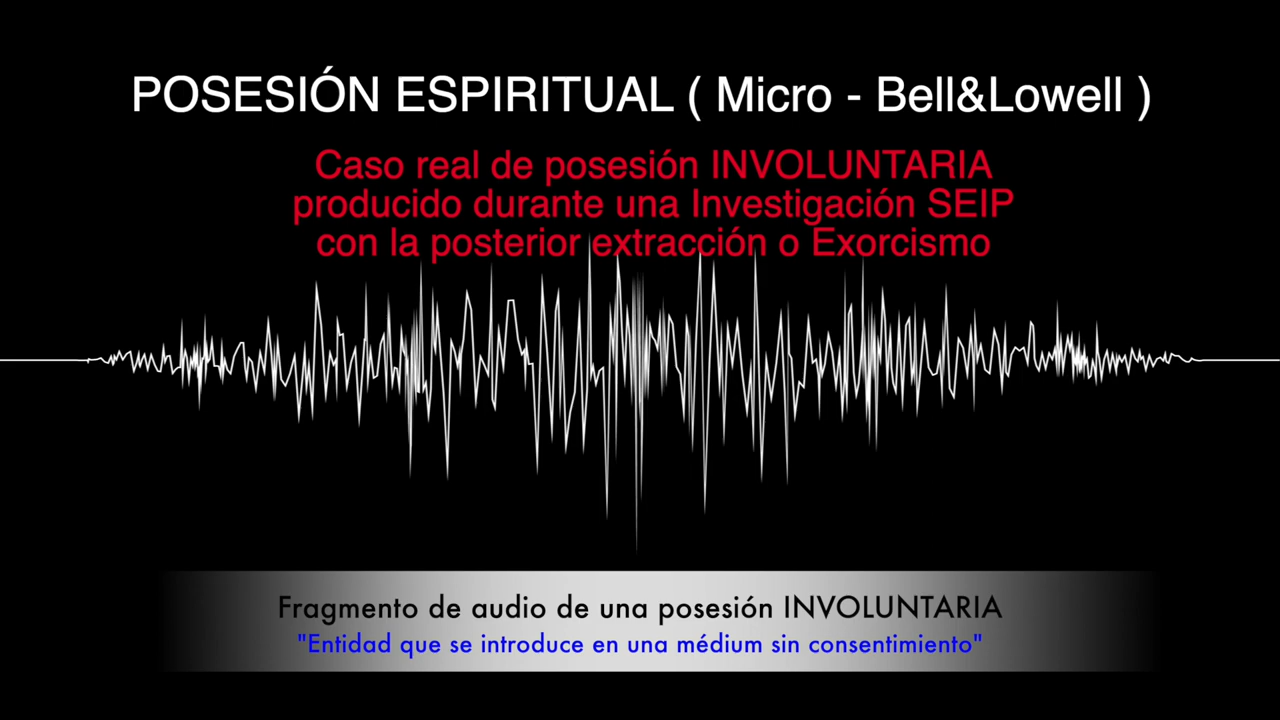 POSESIÓN ESPIRITUAL ( Micro - Bell&Lowell )
Caso real de posesión INVOLUNTARIA
producido durante una Investigación SEIP
con la posterior extracción o Exorcismo
Fragmento de audio de una posesión INVOLUNTARIA
"Entidad que se introduce en una médium sin consentimiento"